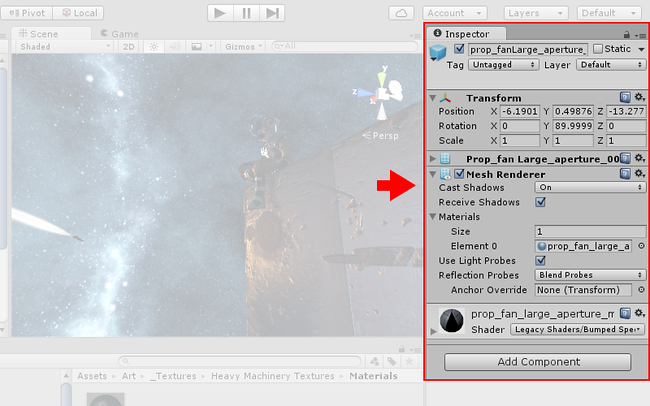 Pivot Local Account Layers Default
Scene Game
Shaded 2D Gizmos All
Persp
Assets Art _Textures Heavy Machinery Textures Materials
Inspector
prop_fanLarge_aperture_ Static
Tag Untagged Layer Default
Transform
Position X -6.1901 Y 0.49876 Z -13.277
Rotation X 0 Y 89.9999 Z 0
Scale X 1 Y 1 Z 1
Prop_fan Large_aperture_00
Mesh Renderer
Cast Shadows On
Receive Shadows
Materials
Size 1
Element 0 prop_fan_large_a
Use Light Probes
Reflection Probes Blend Probes
Anchor Override None (Transform)
prop_fan_large_aperture_m
Shader Legacy Shaders/Bumped Spe
Add Component